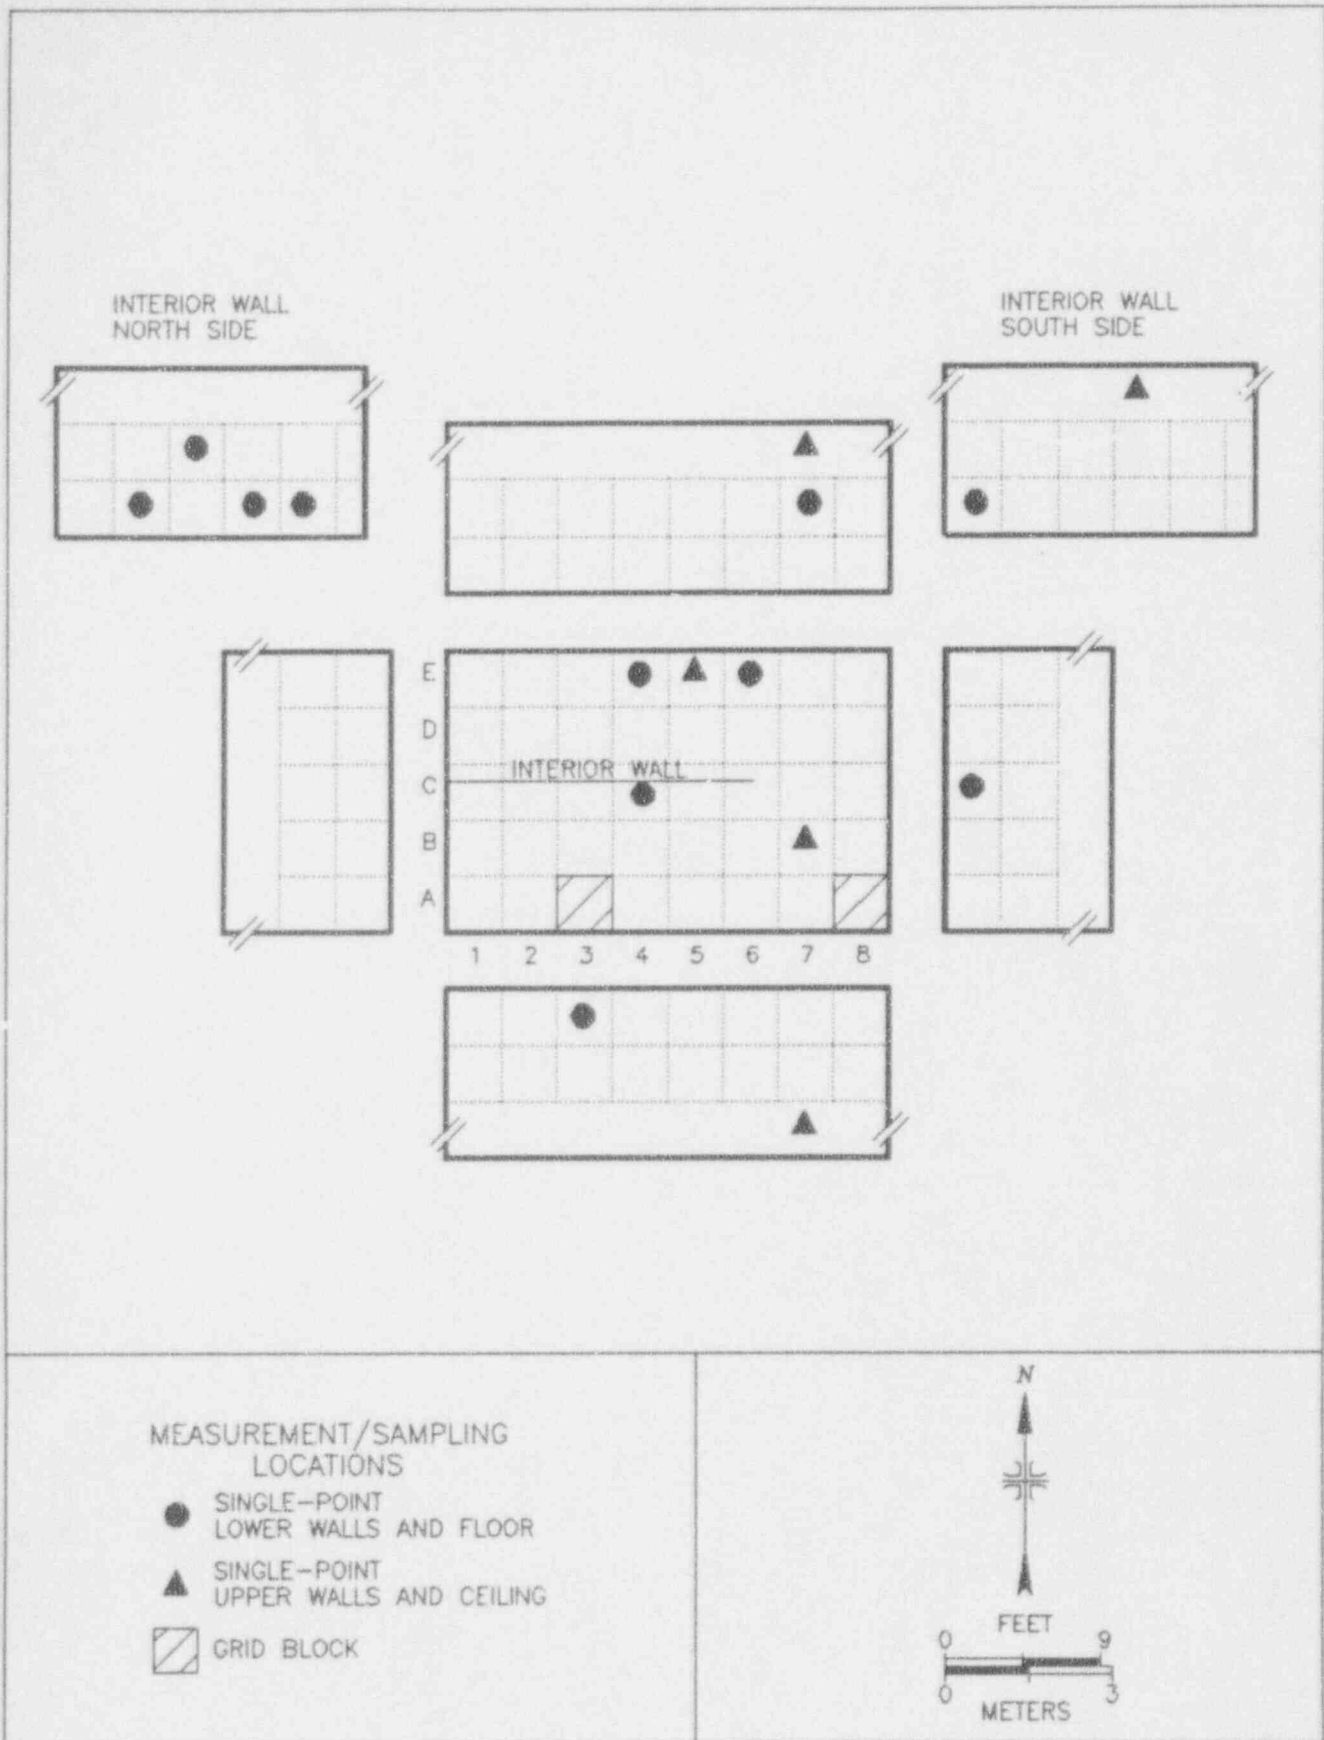 INTERIOR WALL
NORTH SIDE
INTERIOR WALL
SOUTH SIDE
E
D
C
B
A
INTERIOR WALL
1 2 3 4 5 6 7 8
MEASUREMENT/SAMPLING
LOCATIONS
SINGLE-POINT
LOWER WALLS AND FLOOR
SINGLE-POINT
UPPER WALLS AND CEILING
GRID BLOCK
N
FEET
0 9
0 3
METERS